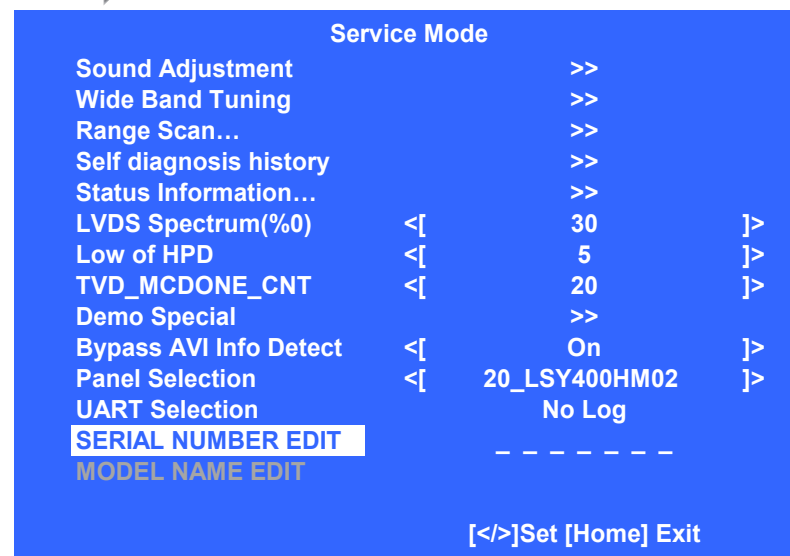 Service Mode
Sound Adjustment >>
Wide Band Tuning >>
Range Scan… >>
Self diagnosis history >>
Status Information… >>
LVDS Spectrum(%0) <[ 30 ]>
Low of HPD <[ 5 ]>
TVD_MCDONE_CNT <[ 20 ]>
Demo Special >>
Bypass AVI Info Detect <[ On ]>
Panel Selection <[ 20_LSY400HM02 ]>
UART Selection No Log
SERIAL NUMBER EDIT _ _ _ _ _ _ _
MODEL NAME EDIT
[</>]Set [Home] Exit